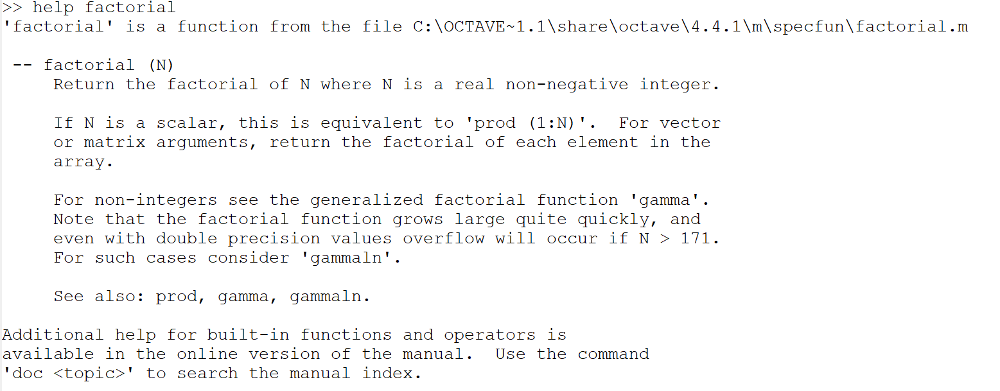 >> help factorial
'factorial' is a function from the file C:\OCTAVE~1.1\share\octave\4.4.1\m\specfun\factorial.m
-- factorial (N)
Return the factorial of N where N is a real non-negative integer.
If N is a scalar, this is equivalent to 'prod (1:N)'.  For vector
or matrix arguments, return the factorial of each element in the
array.
For non-integers see the generalized factorial function 'gamma'.
Note that the factorial function grows large quite quickly, and
even with double precision values overflow will occur if N > 171.
For such cases consider 'gammaln'.
See also: prod, gamma, gammaln.
Additional help for built-in functions and operators is
available in the online version of the manual.  Use the command
'doc <topic>' to search the manual index.